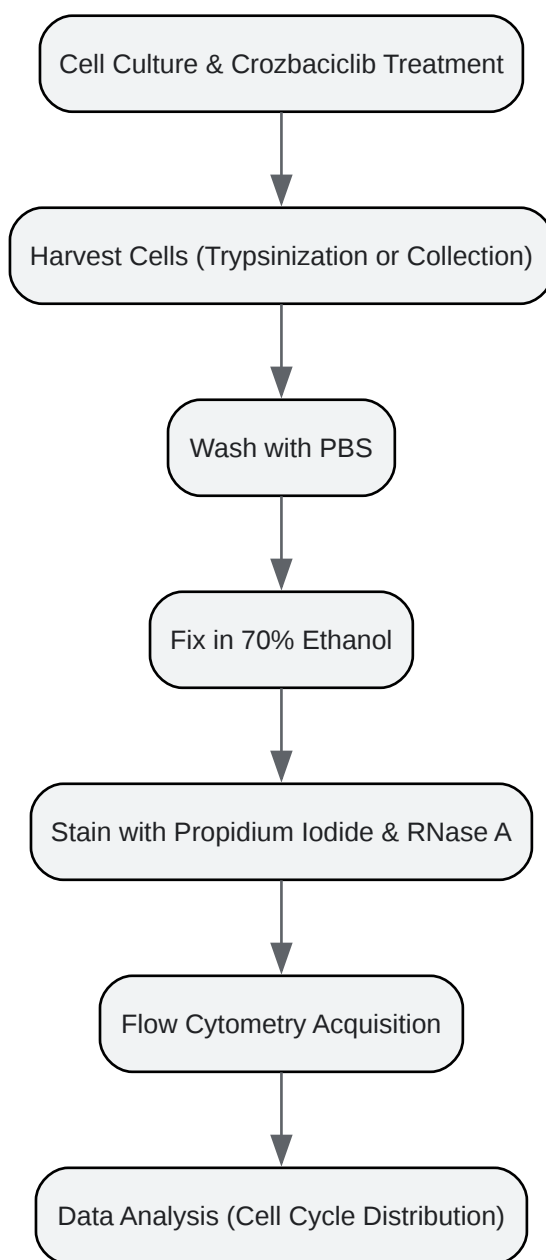 Cell Culture & Crozbaciclib Treatment
Harvest Cells (Trypsinization or Collection)
Wash with PBS
Fix in 70% Ethanol
Stain with Propidium Iodide & RNase A
Flow Cytometry Acquisition
Data Analysis (Cell Cycle Distribution)